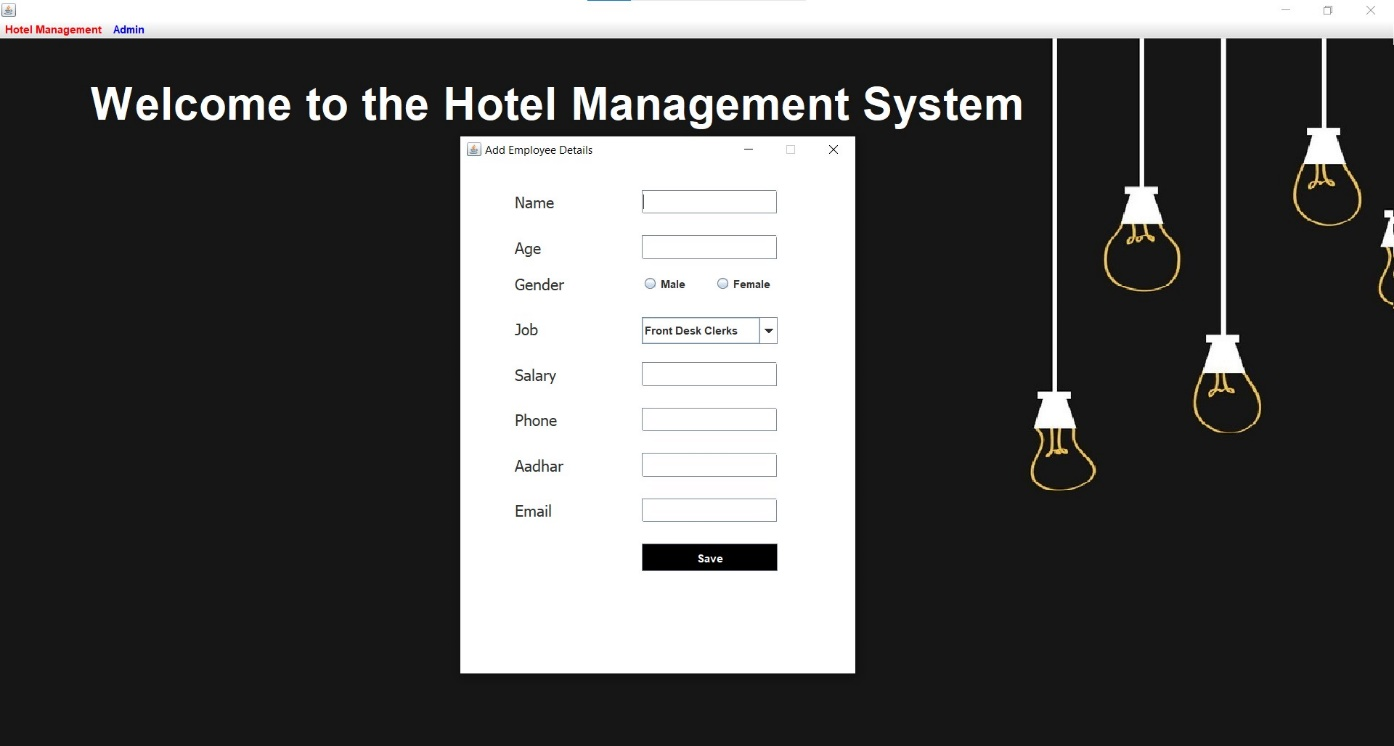 Hotel Management Admin
Welcome to the Hotel Management System
Add Employee Details
Name
Age
Gender Male Female
Job Front Desk Clerks
Salary
Phone
Aadhar
Email
Save